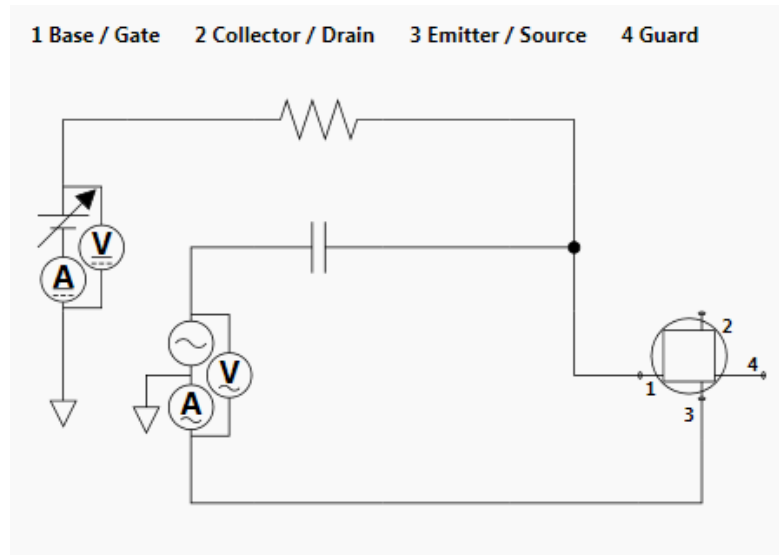 1 Base / Gate 2 Collector / Drain 3 Emitter / Source 4 Guard
V
A
2
V
4
1
A
3